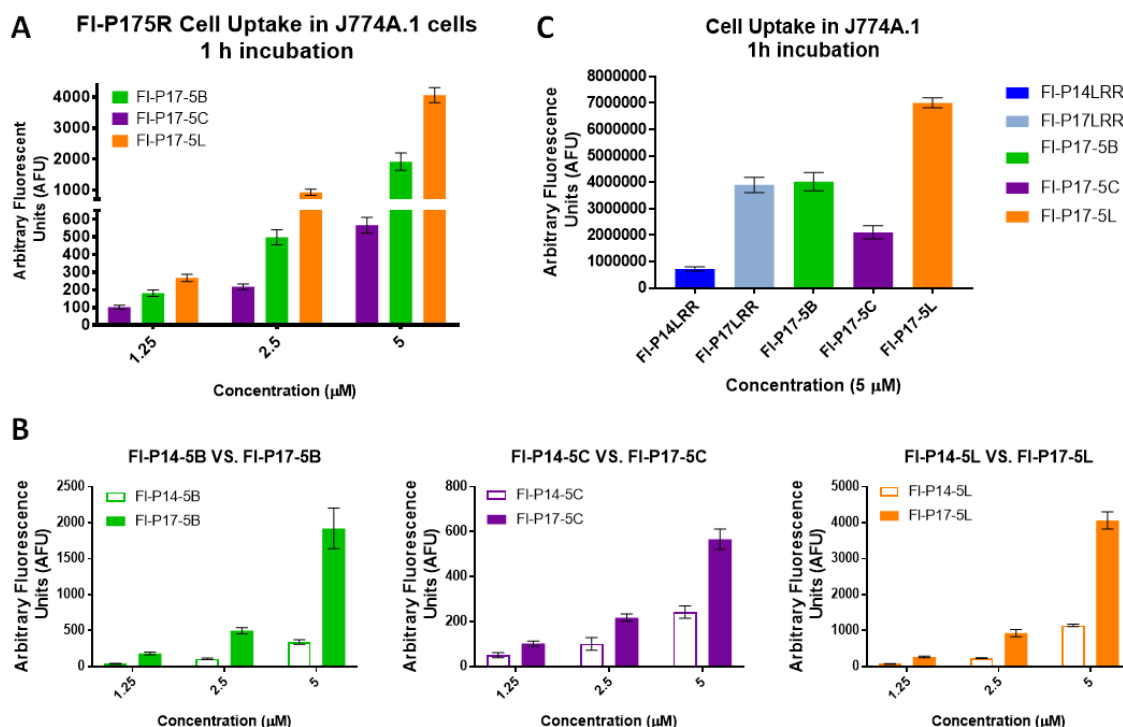 A
Fl-P175R Cell Uptake in J774A.1 cells
1 h incubation
Arbitrary Fluorescent
Units (AFU)
4000
3000
2000
1000
600
500
400
300
200
100
0
Fl-P17-5B
Fl-P17-5C
Fl-P17-5L
1.25
2.5
5
Concentration (µM)
C
Cell Uptake in J774A.1
1h incubation
Arbitrary Fluorescence
Units (AFU)
8000000
7000000
6000000
5000000
4000000
3000000
2000000
1000000
0
Fl-P14LRR
Fl-P17LRR
Fl-P17-5B
Fl-P17-5C
Fl-P17-5L
Concentration (5 µM)
Fl-P14LRR
Fl-P17LRR
Fl-P17-5B
Fl-P17-5C
Fl-P17-5L
B
Fl-P14-5B VS. Fl-P17-5B
Arbitrary Fluorescence
Units (AFU)
2500
2000
1500
1000
500
0
Fl-P14-5B
Fl-P17-5B
1.25
2.5
5
Concentration (µM)
Fl-P14-5C VS. Fl-P17-5C
Arbitrary Fluorescence
Units (AFU)
800
600
400
200
0
Fl-P14-5C
Fl-P17-5C
1.25
2.5
5
Concentration (µM)
Fl-P14-5L VS. Fl-P17-5L
Arbitrary Fluorescence
Units (AFU)
5000
4000
3000
2000
1000
0
Fl-P14-5L
Fl-P17-5L
1.25
2.5
5
Concentration (µM)